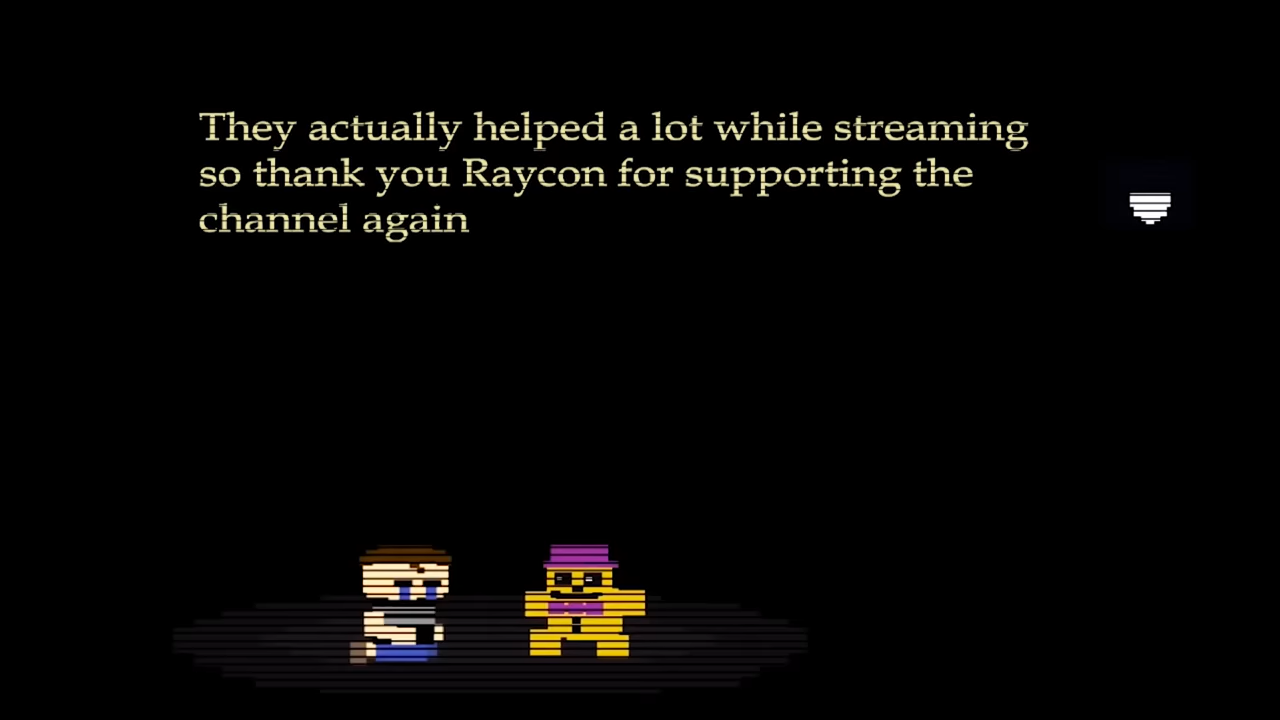 They actually helped a lot while streaming
so thank you Raycon for supporting the
channel again